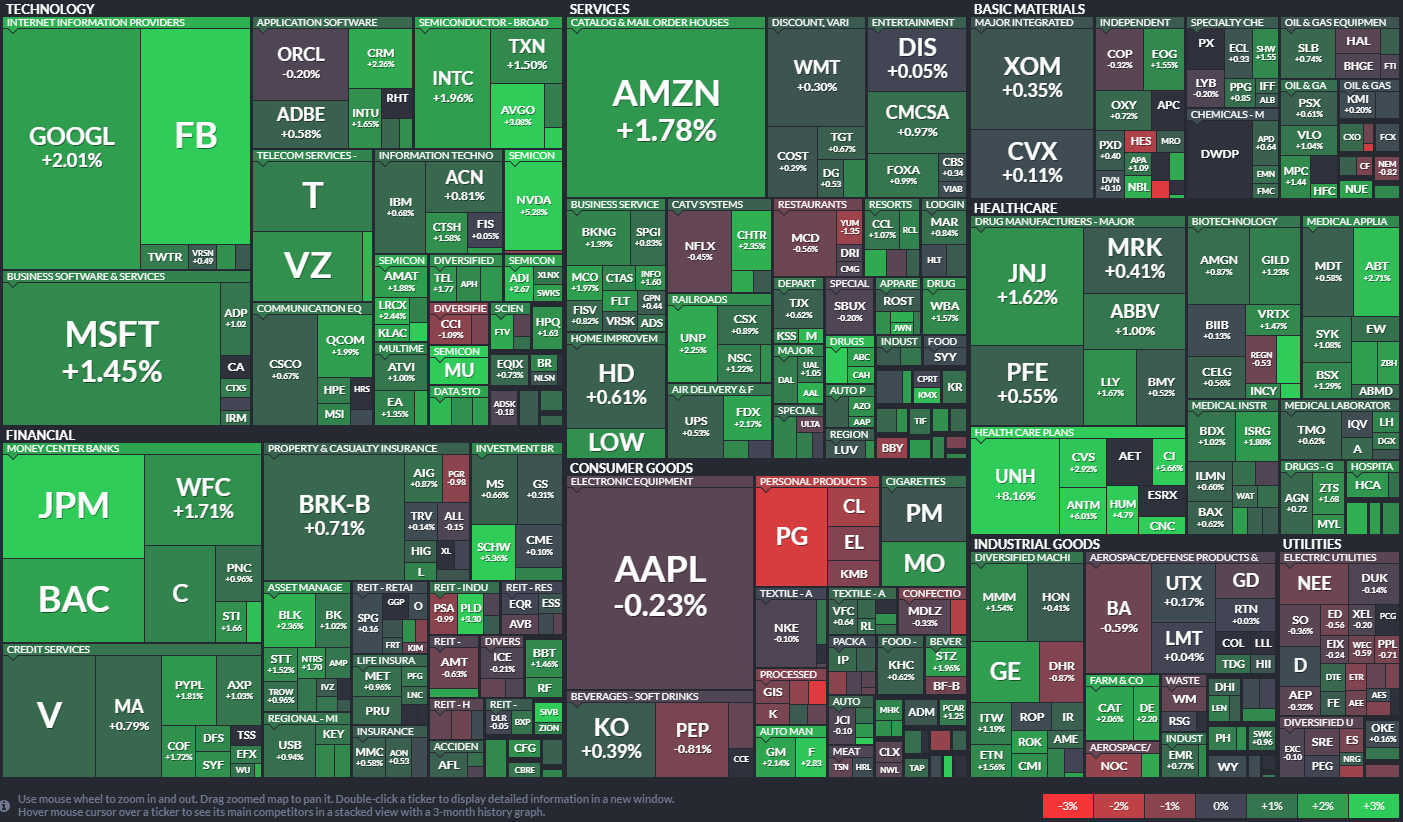 TECHNOLOGY
INTERNET INFORMATION PROVIDERS
GOOGL
+2.01%
FB
TWTR
VRSN
+0.49
BUSINESS SOFTWARE & SERVICES
MSFT
+1.45%
ADP
+1.02
CA
CTXS
IRM
APPLICATION SOFTWARE
ORCL
-0.20%
CRM
+2.26%
ADBE
+0.58%
INTU
+1.65%
RHT
SEMICONDUCTOR - BROAD
INTC
+1.96%
TXN
+1.50%
AVGO
+3.08%
TELECOM SERVICES -
T
VZ
INFORMATION TECHNO
IBM
+0.68%
ACN
+0.81%
CTSH
+1.58%
FIS
+0.05%
SEMICON
NVDA
+5.28%
COMMUNICATION EQ
CSCO
+0.67%
QCOM
+1.99%
HPE
HRS
MSI
SEMICON
AMAT
+1.88%
LRCX
+2.44%
KLAC
DIVERSIFIED
TEL
+1.77
APH
SEMICON
ADI
+2.67
XLNX
SWKS
DIVERSIFIE
CCI
-1.09%
SCIEN
FTV
HPQ
+1.63
MULTIME
ATVI
+1.00%
EA
+1.35%
SEMICON
MU
DATA STO
EQIX
+0.73%
BR
NLSN
ADSK
-0.18
FINANCIAL
MONEY CENTER BANKS
JPM
WFC
+1.71%
BAC
C
PNC
+0.96%
STI
+1.66
CREDIT SERVICES
V
MA
+0.79%
PYPL
+1.81%
AXP
+1.03%
COF
+1.72%
DFS
SYF
TSS
EFX
WU
PROPERTY & CASUALTY INSURANCE
BRK-B
+0.71%
AIG
+0.87%
PGR
-0.98
TRV
+0.14%
ALL
-0.15
HIG
XL
L
INVESTMENT BR
MS
+0.66%
GS
+0.31%
SCHW
+5.36%
CME
+0.10%
ASSET MANAGE
BLK
+2.36%
BK
+1.02%
STT
+1.52%
NTRS
+1.70
AMP
TROW
+0.96%
IVZ
REGIONAL - MI
USB
+0.94%
KEY
REIT - RETAI
SPG
+0.16
GGP
O
FRT
KIM
LIFE INSURA
MET
+0.96%
PFG
LNC
PRU
INSURANCE
MMC
+0.58%
AON
+0.53
REIT - INDU
PSA
-0.99
PLD
+3.30
REIT - RES
EQR
ESS
AVB
REIT -
AMT
-0.63%
DIVERS
ICE
-0.21%
BBT
+1.46%
RF
REIT - H
REIT -
DLR
-0.05
BXP
SIVB
ZION
ACCIDEN
AFL
CFG
CBRE
SERVICES
CATALOG & MAIL ORDER HOUSES
AMZN
+1.78%
DISCOUNT, VARI
WMT
+0.30%
COST
+0.29%
TGT
+0.67%
DG
+0.53
ENTERTAINMENT
DIS
+0.05%
CMCSA
+0.97%
FOXA
+0.99%
CBS
+0.34
VIAB
BUSINESS SERVICE
BKNG
+1.39%
SPGI
+0.83%
MCO
+1.97%
CTAS
INFO
+1.60
FISV
+0.82%
FLT
GPN
+0.44
VRSK
ADS
CATV SYSTEMS
NFLX
-0.45%
CHTR
+2.35%
RESTAURANTS
MCD
-0.56%
YUM
-1.35
DRI
CMG
RESORTS
CCL
+1.07%
RCL
LODGIN
MAR
+0.84%
HLT
HOME IMPROVEM
HD
+0.61%
LOW
RAILROADS
UNP
+2.25%
CSX
+0.89%
NSC
+1.22%
AIR DELIVERY & F
UPS
+0.53%
FDX
+2.17%
DEPART
TJX
+0.62%
KSS
M
SPECIAL
SBUX
-0.20%
APPARE
ROST
JWN
DRUG
WBA
+1.57%
MAJOR
DAL
UAL
+1.05
AAL
DRUGS
ABC
CAH
INDUST
FOOD
SYY
SPECIAL
ULTA
AUTO P
AZO
AAP
CPRT
KMX
KR
TIF
REGION
LUV
BBY
CONSUMER GOODS
ELECTRONIC EQUIPMENT
AAPL
-0.23%
BEVERAGES - SOFT DRINKS
KO
+0.39%
PEP
-0.81%
CCE
PERSONAL PRODUCTS
PG
CL
EL
KMB
CIGARETTES
PM
MO
TEXTILE - A
NKE
-0.10%
TEXTILE - A
VFC
+0.64
RL
CONFECTIO
MDLZ
-0.33%
PACKA
IP
FOOD -
KHC
+0.62%
BEVER
STZ
+1.96%
BF-B
PROCESSED
GIS
K
AUTO
JCI
-0.10
MHK
ADM
PCAR
+1.25
AUTO MAN
GM
+2.14%
F
+2.83
MEAT
TSN
HRL
CLX
NWL
TAP
BASIC MATERIALS
MAJOR INTEGRATED
XOM
+0.35%
CVX
+0.11%
INDEPENDENT
COP
-0.32%
EOG
+1.55%
OXY
+0.72%
APC
PXD
+0.40
HES
MRO
APA
+1.09
DVN
+0.10
NBL
SPECIALTY CHE
PX
ECL
+0.33
SHW
+1.55
LYB
-0.20%
PPG
+0.85
IFF
ALB
CHEMICALS - M
DWDP
APD
+0.64
EMN
FMC
OIL & GAS EQUIPMEN
SLB
+0.74%
HAL
BHGE
FTI
OIL & GA
PSX
+0.61%
VLO
+1.04%
MPC
+1.44
HFC
OIL & GAS
KMI
+0.20%
CXO
FCX
CF
NEM
-0.82
NUE
HEALTHCARE
DRUG MANUFACTURERS - MAJOR
JNJ
+1.62%
MRK
+0.41%
ABBV
+1.00%
PFE
+0.55%
LLY
+1.67%
BMY
+0.52%
BIOTECHNOLOGY
AMGN
+0.87%
GILD
+1.23%
BIIB
+0.13%
VRTX
+1.47%
REGN
-0.53
CELG
+0.56%
INCY
MEDICAL APPLIA
MDT
+0.58%
ABT
+2.71%
SYK
+1.08%
EW
BSX
+1.29%
ZBH
ABMD
HEALTH CARE PLANS
UNH
+8.16%
CVS
+2.92%
AET
CI
+5.66%
ANTM
+6.01%
HUM
+4.79
ESRX
CNC
MEDICAL INSTR
BDX
+1.02%
ISRG
+1.80%
ILMN
+0.60%
WAT
BAX
+0.62%
MEDICAL LABORATOR
TMO
+0.62%
IQV
LH
A
DGX
DRUGS - G
AGN
+0.72
ZTS
+1.68
MYL
HOSPITA
HCA
INDUSTRIAL GOODS
DIVERSIFIED MACHI
MMM
+1.54%
HON
+0.41%
GE
DHR
-0.87%
ITW
+1.19%
ROP
IR
ROK
AME
ETN
+1.56%
CMI
AEROSPACE/DEFENSE PRODUCTS &
BA
-0.59%
UTX
+0.17%
GD
LMT
+0.04%
RTN
+0.03%
COL
LLL
TDG
HII
FARM & CO
CAT
+2.06%
DE
+2.20
WASTE
WM
RSG
DHI
LEN
AEROSPACE/
NOC
INDUST
EMR
+0.77%
PH
SWK
+0.96
WY
UTILITIES
ELECTRIC UTILITIES
NEE
DUK
-0.14%
SO
-0.36%
ED
-0.56
XEL
-0.20
PCG
EIX
-0.24
WEC
-0.59
PPL
-0.71
D
DTE
ETR
AEP
-0.32%
FE
AEE
AES
DIVERSIFIED U
EXC
-0.10
SRE
ES
OKE
+0.16%
PEG
NRG
Use mouse wheel to zoom in and out. Drag zoomed map to pan it. Double-click a ticker to display detailed information in a new window.
Hover mouse cursor over a ticker to see its main competitors in a stacked view with a 3-month history graph.
-3% -2% -1% 0% +1% +2% +3%